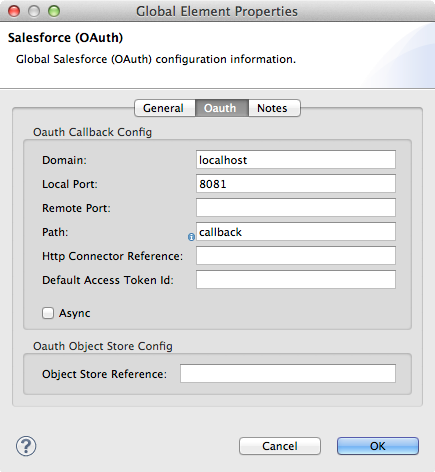 Global Element Properties
Salesforce (OAuth)
Global Salesforce (OAuth) configuration information.
General Oauth Notes
Oauth Callback Config
Domain: localhost
Local Port: 8081
Remote Port:
Path: callback
Http Connector Reference:
Default Access Token Id:
Async
Oauth Object Store Config
Object Store Reference:
? Cancel OK